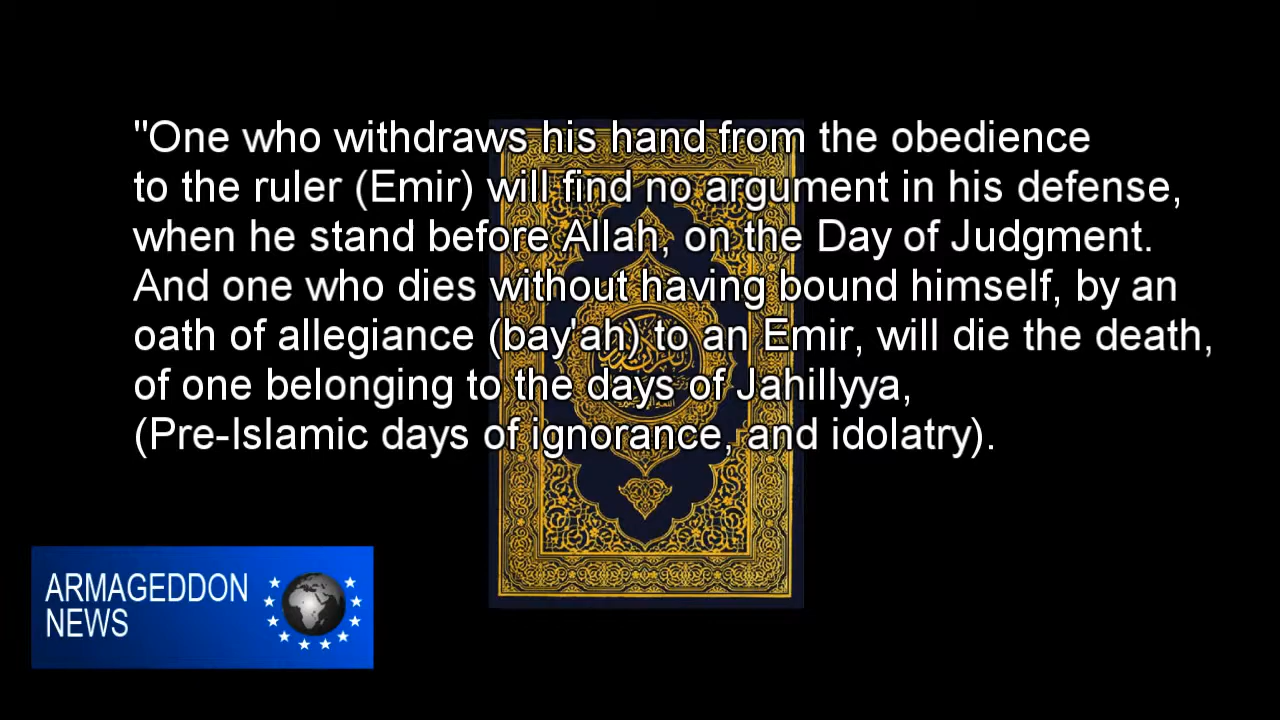 "One who withdraws his hand from the obedience
to the ruler (Emir) will find no argument in his defense,
when he stand before Allah, on the Day of Judgment.
And one who dies without having bound himself, by an
oath of allegiance (bay'ah) to an Emir, will die the death,
of one belonging to the days of Jahillyya,
(Pre-Islamic days of ignorance, and idolatry).
ARMAGEDDON
NEWS